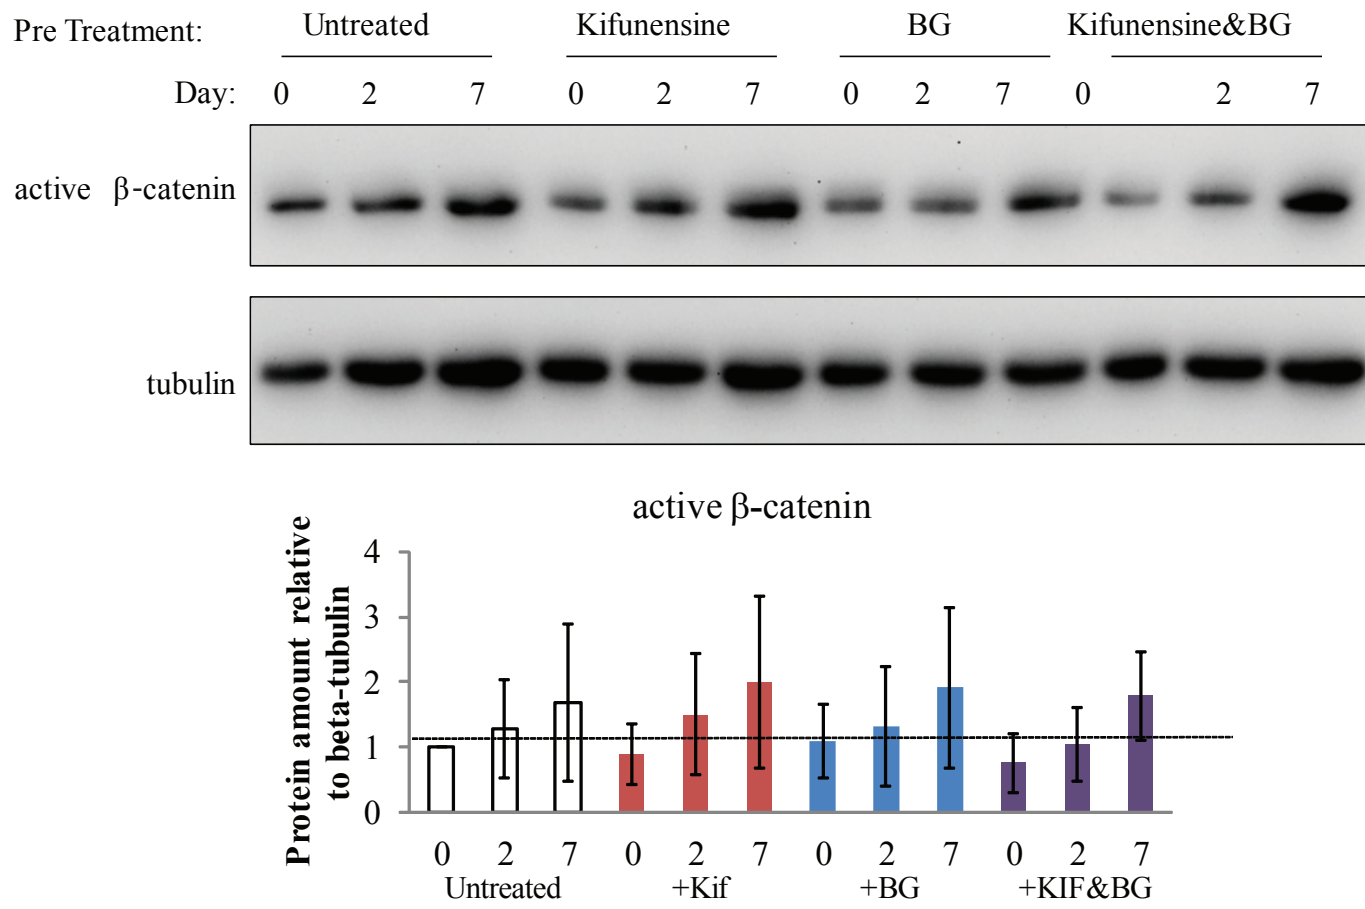 Pre Treatment: Untreated Kifunensine BG Kifunensine&BG
Day: 0 2 7 0 2 7 0 2 7 0 2 7
active β-catenin
tubulin
active β-catenin
Protein amount relative
to beta-tubulin
4
3
2
1
0
0 2 7 0 2 7 0 2 7 0 2 7
Untreated +Kif +BG +KIF&BG